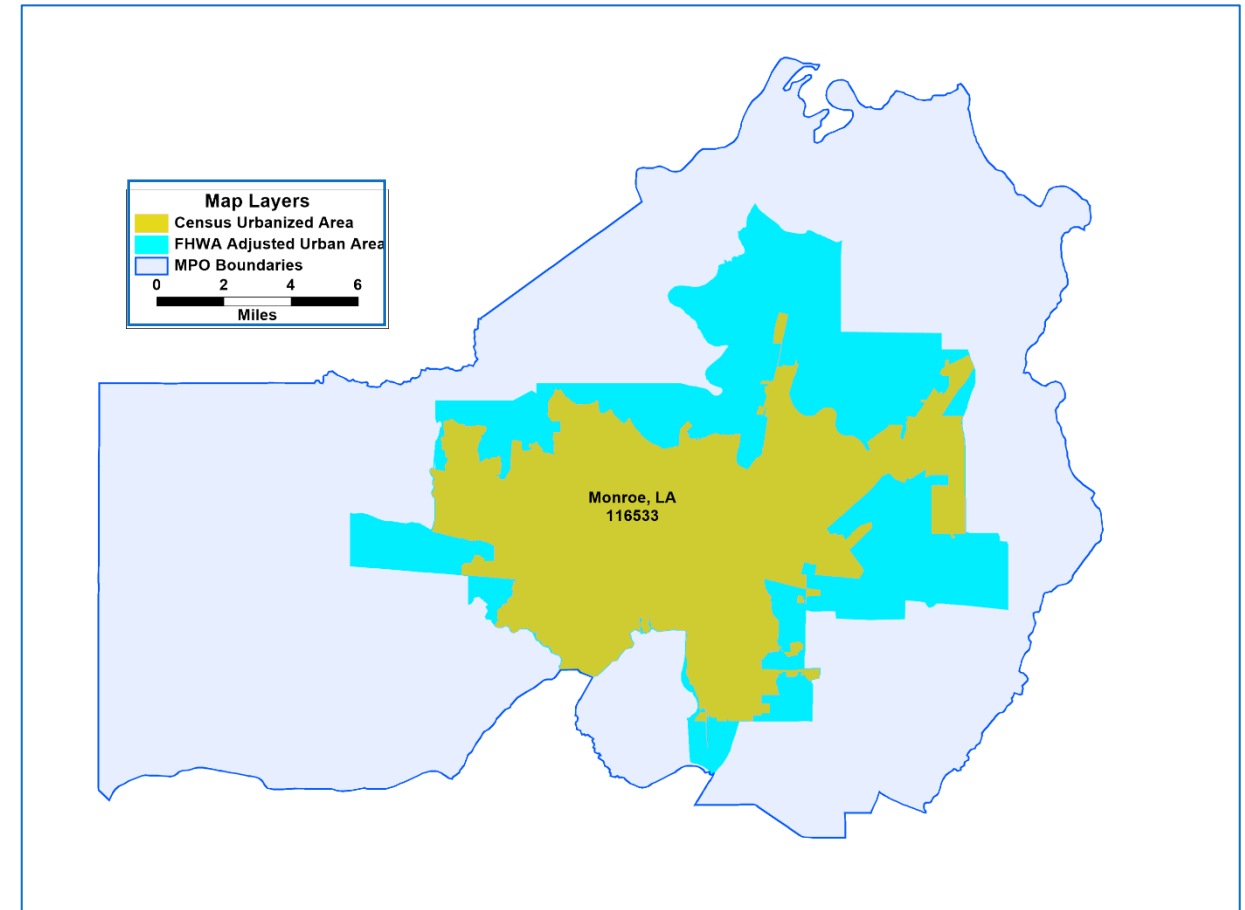 Map Layers
Census Urbanized Area
FHWA Adjusted Urban Area
MPO Boundaries
0 2 4 6
Miles
Monroe, LA
116533